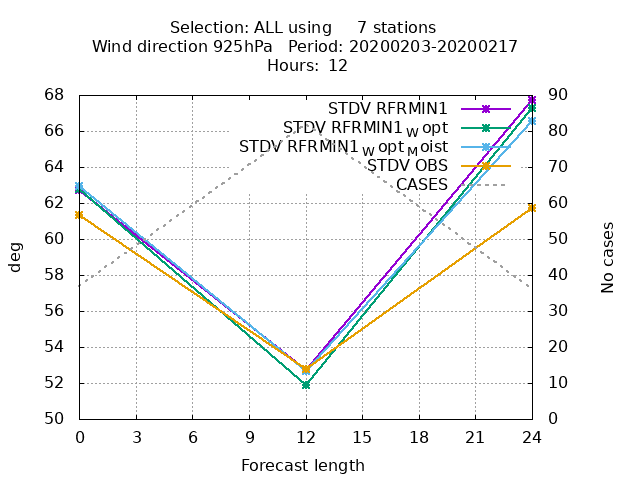 Selection: ALL using     7 stations
Wind direction 925hPa   Period: 20200203-20200217
Hours:  12
68
66
64
62
60
58
56
54
52
50
90
80
70
60
50
40
30
20
10
0
STDV RFRMIN1
STDV RFRMIN1_W opt
STDV RFRMIN1_W opt_M oist
STDV OBS
CASES
deg
No cases
0 3 6 9 12 15 18 21 24
Forecast length